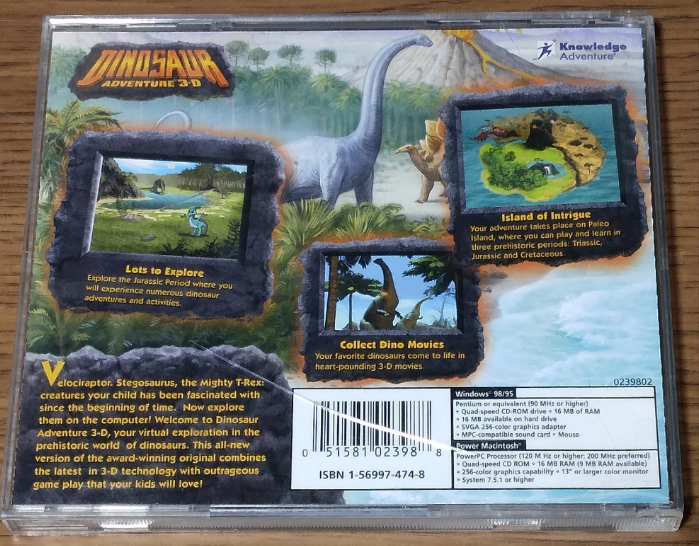 DINOSAUR
ADVENTURE 3-D
Knowledge
Adventure®
Lots to Explore
Explore the Jurassic Period where you
will experience numerous dinosaur
adventures and activities.
Island of Intrigue
Your adventure takes place on Paleo
Island, where you can play and learn in
three prehistoric periods: Triassic,
Jurassic and Cretaceous.
Collect Dino Movies
Your favorite dinosaurs come to life in
heart-pounding 3-D movies.
Velociraptor. Stegosaurus, the Mighty T-Rex:
creatures your child has been fascinated with
since the beginning of time. Now explore
them on the computer! Welcome to Dinosaur
Adventure 3-D, your virtual exploration in the
prehistoric world of dinosaurs. This all-new
version of the award-winning original combines
the latest in 3-D technology with outrageous
game play that your kids will love!
0 51581 02398 8
ISBN 1-56997-474-8
0239802
Windows® 98/95
Pentium or equivalent (90 MHz or higher)
• Quad-speed CD-ROM drive • 16 MB of RAM
• 16 MB available on hard drive
• SVGA 256-color graphics adapter
• MPC-compatible sound card • Mouse
Power Macintosh®
PowerPC Processor (120 M Hz or higher; 200 MHz preferred)
• Quad-speed CD ROM • 16 MB RAM (9 MB RAM available)
• 256-color graphics capability • 13" or larger color monitor
• System 7.5.1 or higher